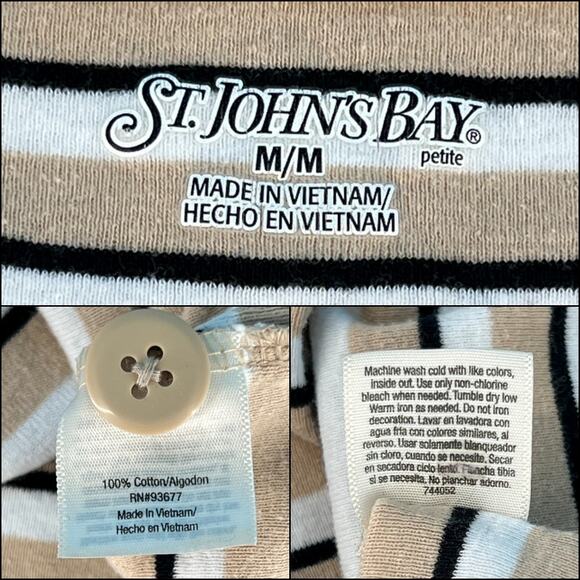 ST. JOHN'S BAY®
petite
M/M
MADE IN VIETNAM/
HECHO EN VIETNAM
100% Cotton/Algodon
RN#93677
Made In Vietnam/
Hecho en Vietnam
Machine wash cold with like colors,
inside out. Use only non-chlorine
bleach when needed. Tumble dry low
Warm iron as needed. Do not iron
decoration. Lavar en lavadora con
agua fria con colores similares, al
reverso. Usar solamente blanqueador
sin cloro, cuando se necesite. Secar
en secadora ciclo lento. Plancha tibia
si se necesita. No planchar adorno.
744052